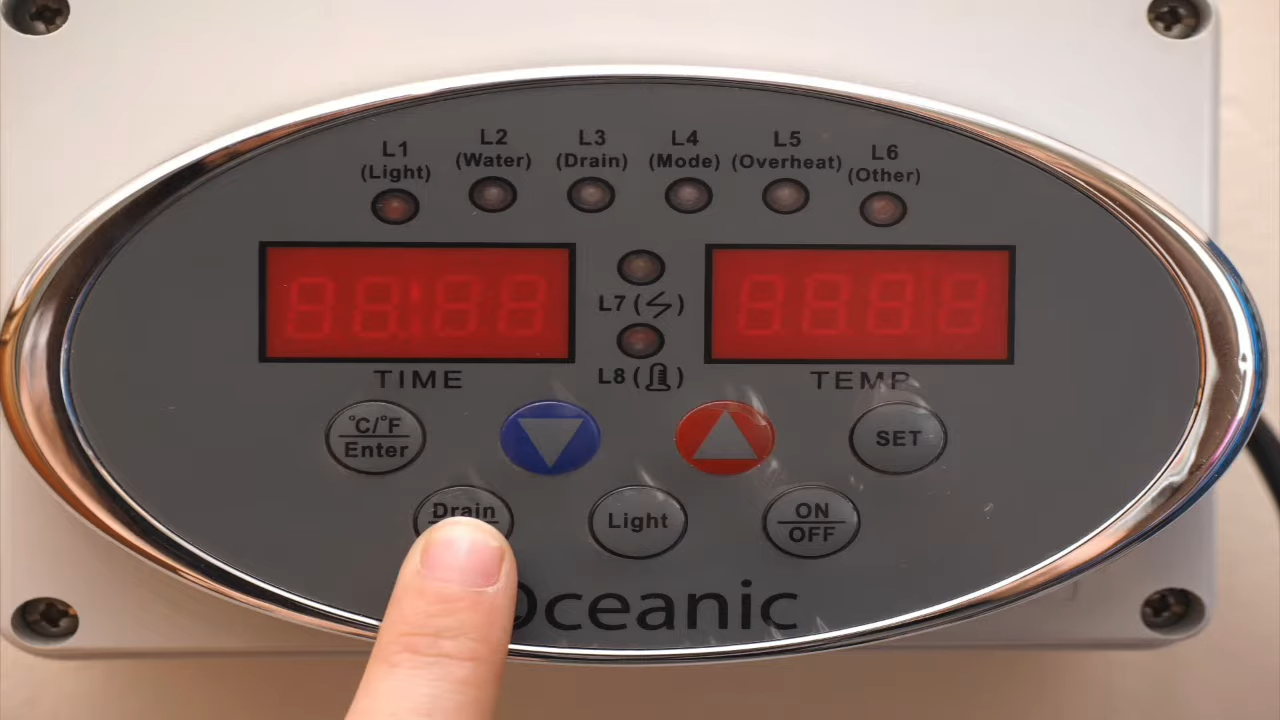 L1
(Light)
L2
(Water)
L3
(Drain)
L4
(Mode)
L5
(Overheat)
L6
(Other)
L7 ( )
L8 ( )
TIME
TEMP
°C/°F
Enter
SET
Drain
Light
ON
OFF
Oceanic